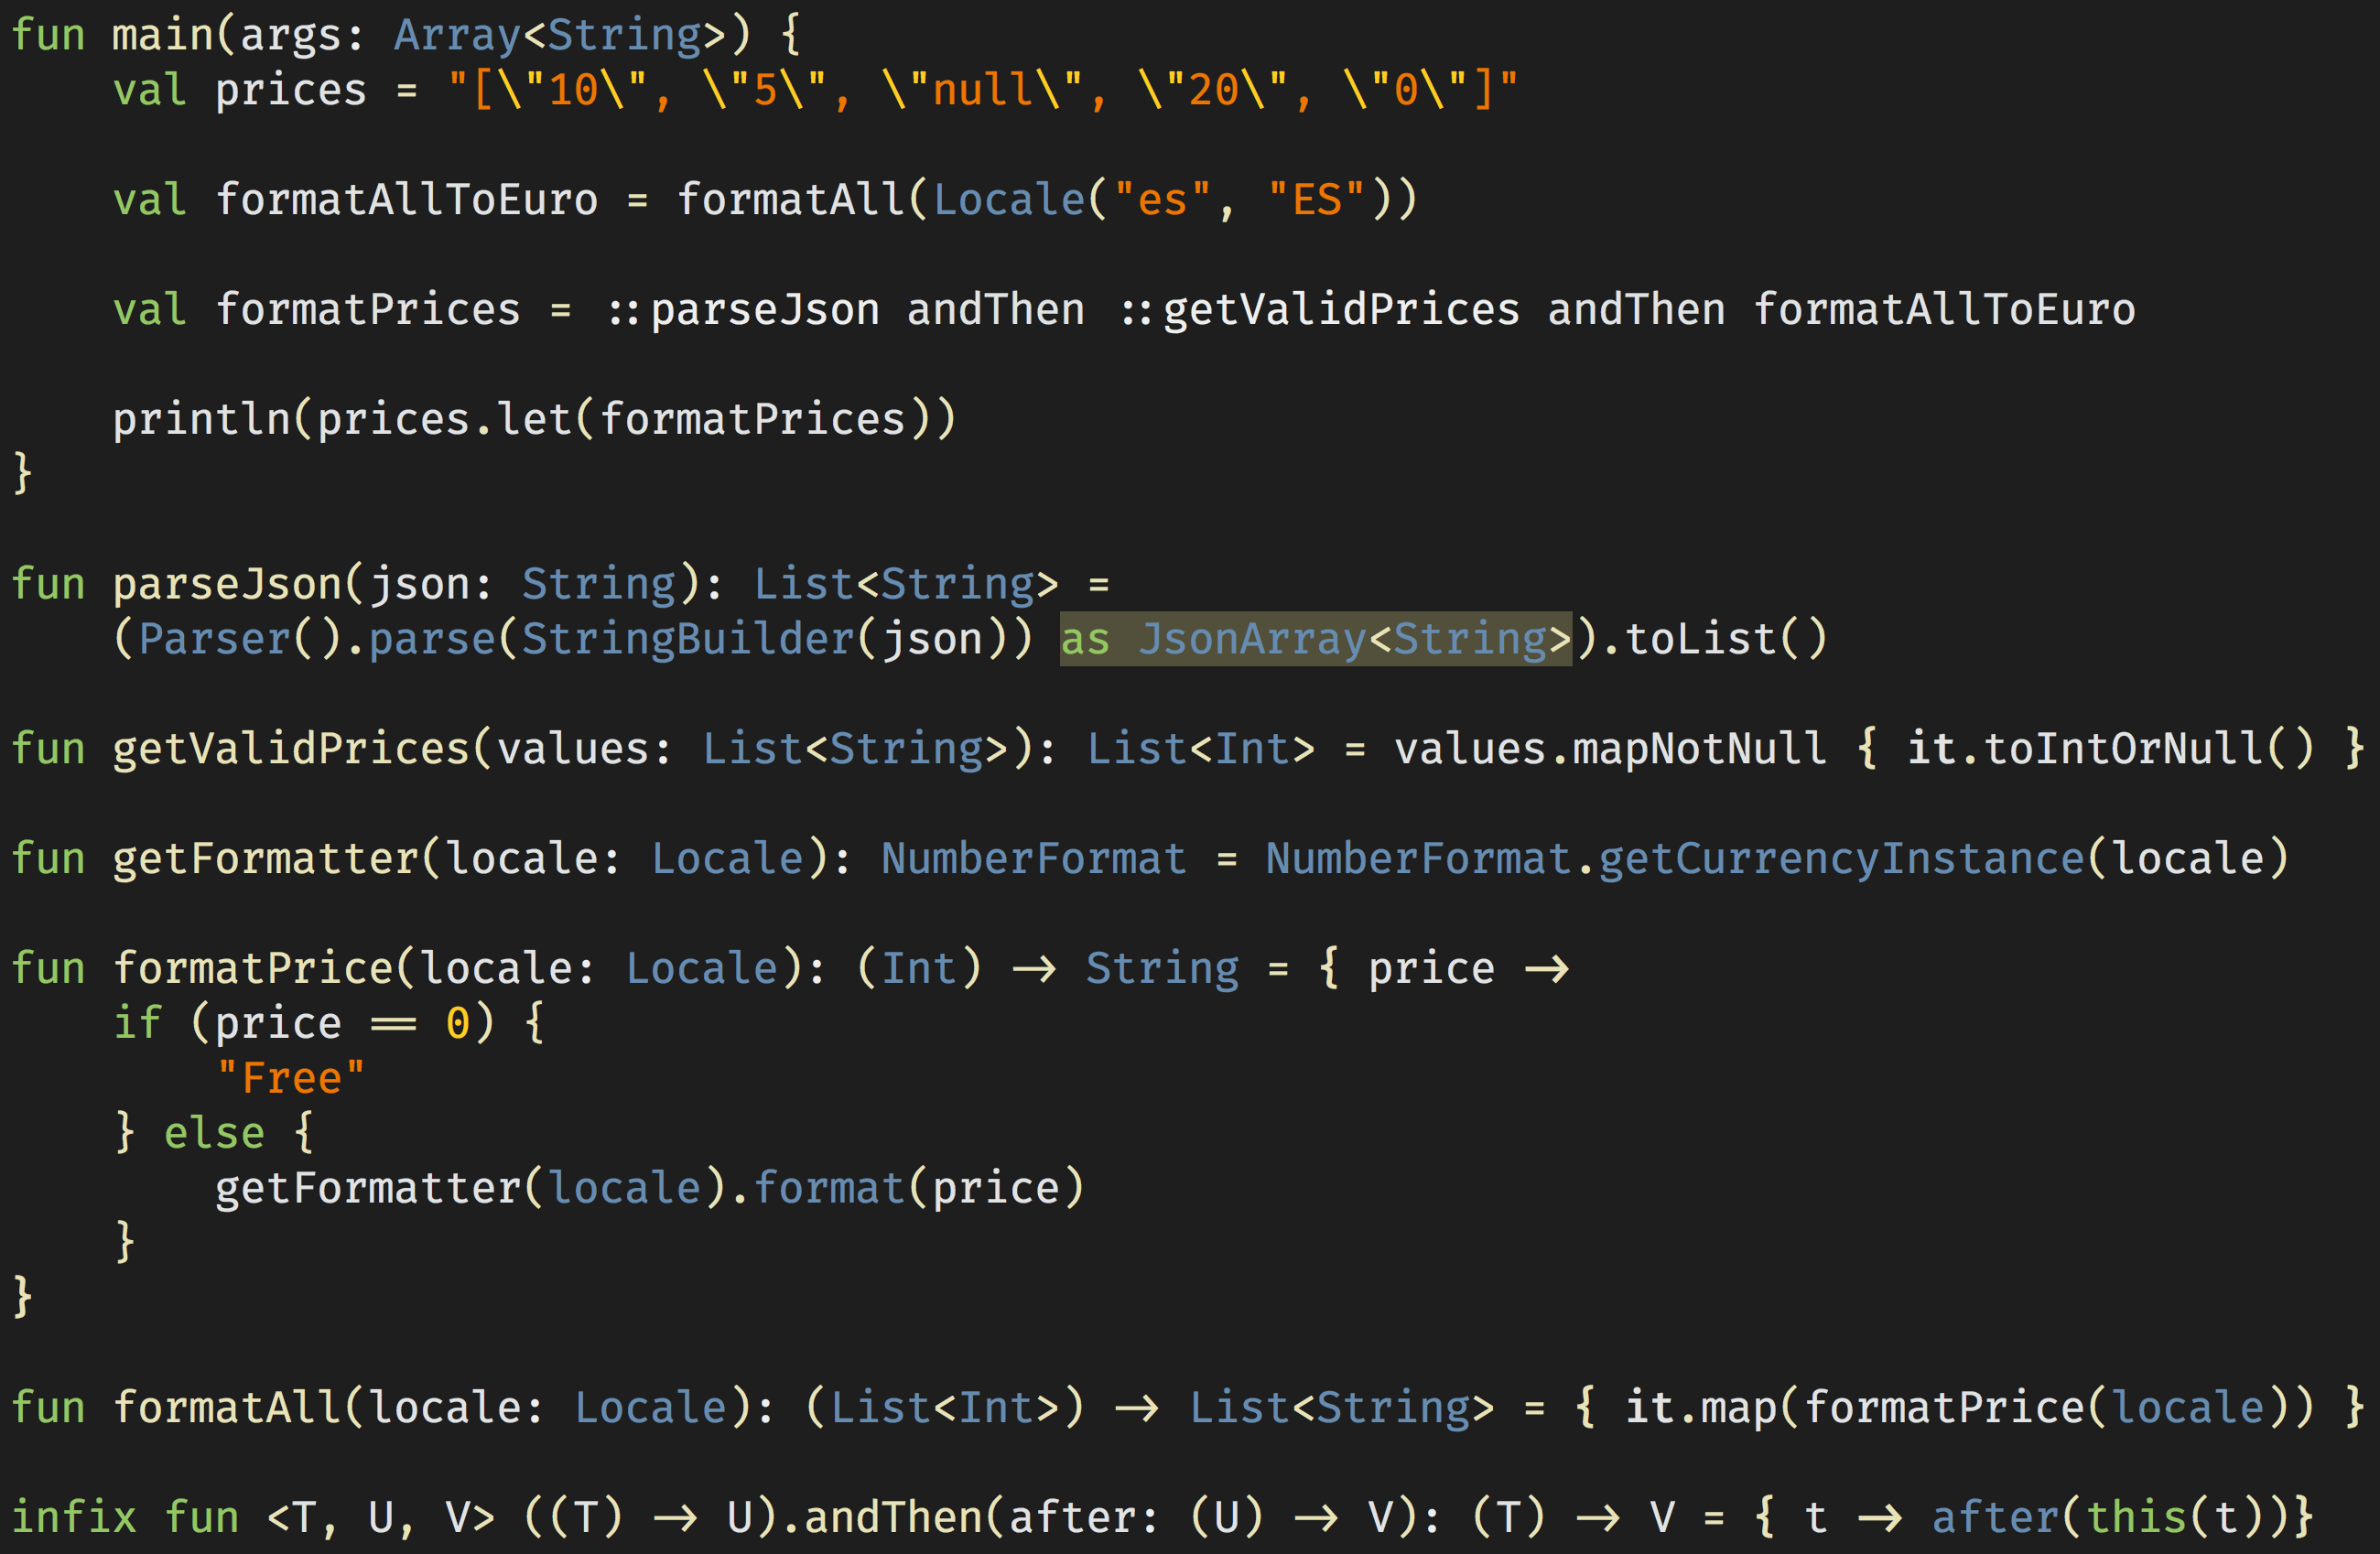 fun main(args: Array<String>) {
    val prices = "[\"10\", \"5\", \"null\", \"20\", \"0\"]"

    val formatAllToEuro = formatAll(Locale("es", "ES"))

    val formatPrices = ::parseJson andThen ::getValidPrices andThen formatAllToEuro

    println(prices.let(formatPrices))
}

fun parseJson(json: String): List<String> =
    (Parser().parse(StringBuilder(json)) as JsonArray<String>).toList()

fun getValidPrices(values: List<String>): List<Int> = values.mapNotNull { it.toIntOrNull() }

fun getFormatter(locale: Locale): NumberFormat = NumberFormat.getCurrencyInstance(locale)

fun formatPrice(locale: Locale): (Int) -> String = { price ->
    if (price == 0) {
        "Free"
    } else {
        getFormatter(locale).format(price)
    }
}

fun formatAll(locale: Locale): (List<Int>) -> List<String> = { it.map(formatPrice(locale)) }

infix fun <T, U, V> ((T) -> U).andThen(after: (U) -> V): (T) -> V = { t -> after(this(t))}